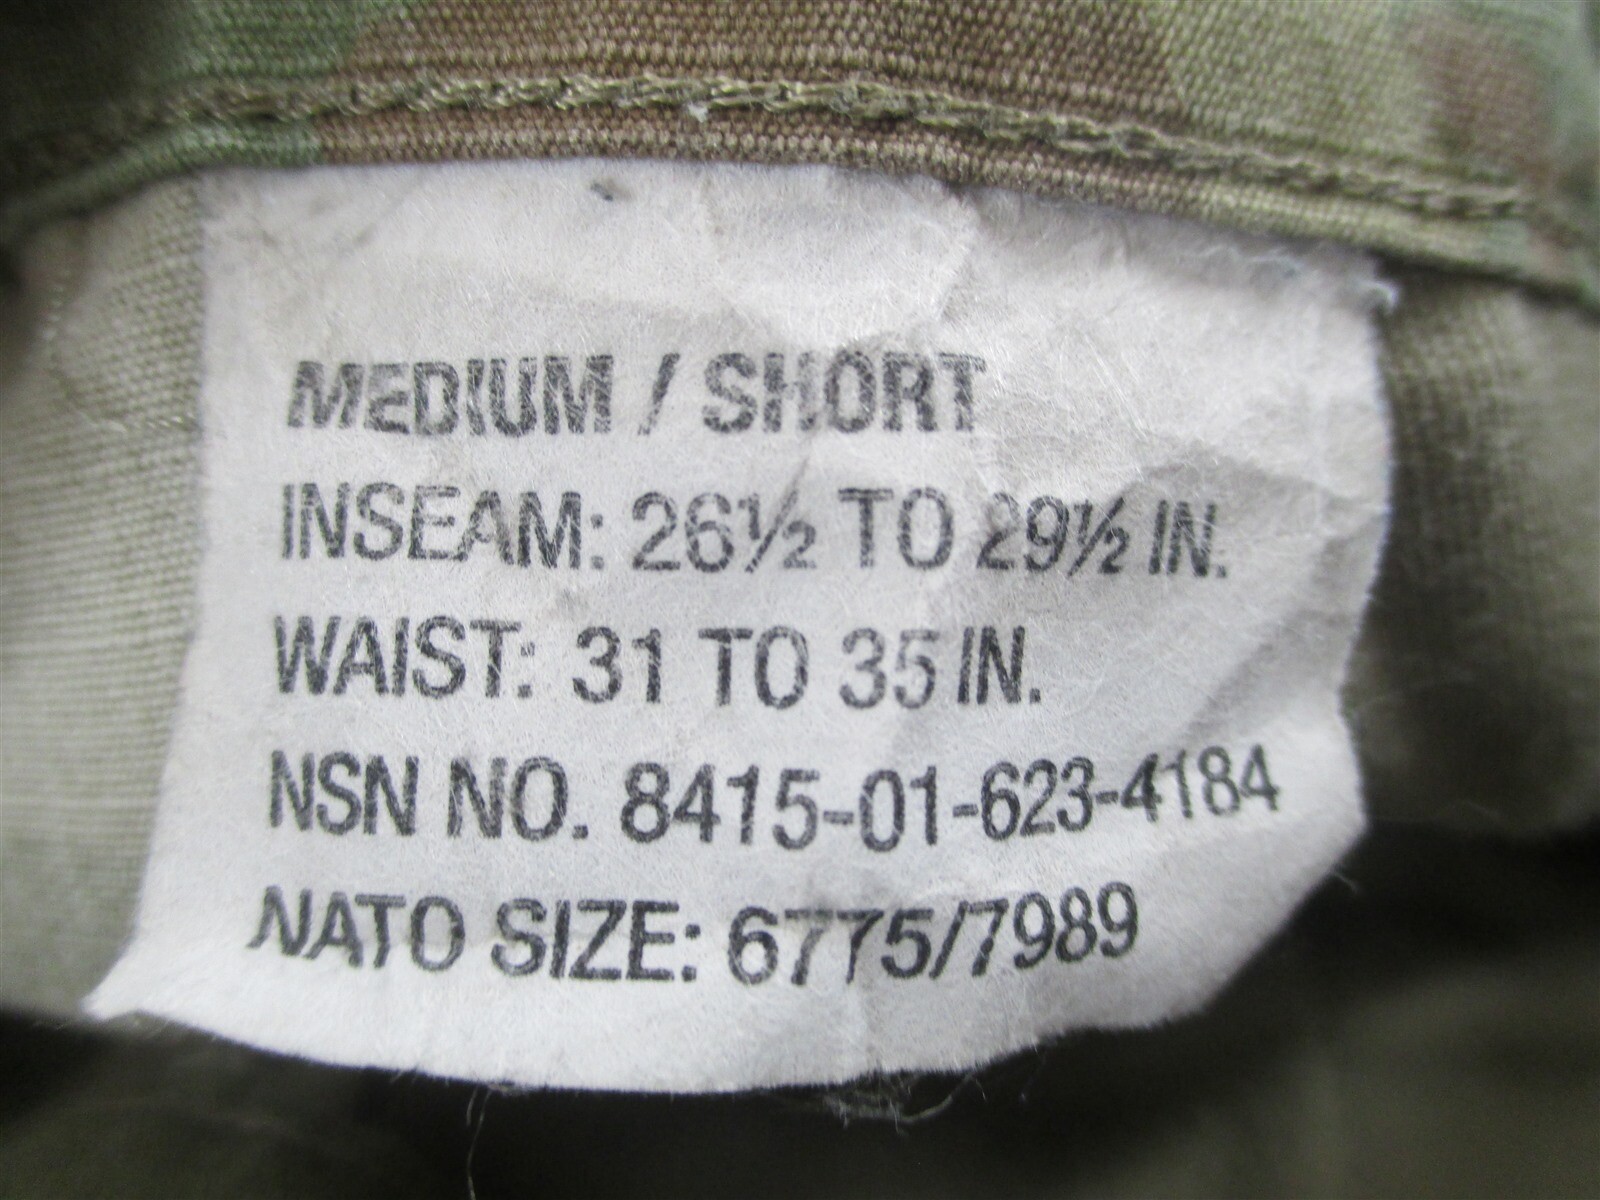 MEDIUM / SHORT
INSEAM: 26½ TO 29½ IN.
WAIST: 31 TO 35 IN.
NSN NO. 8415-01-623-4184
NATO SIZE: 6775/7989